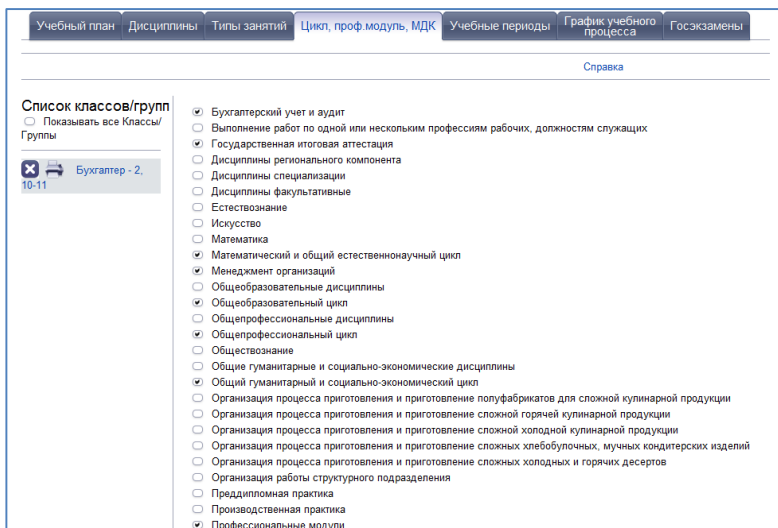 Учебный план Дисциплины Типы занятий Цикл, проф.модуль, МДК Учебные периоды График учебного процесса Госэкзамены
Справка
Список классов/групп
Показывать все Классы/
Группы
Бухгалтер - 2,
10-11
Бухгалтерский учет и аудит
Выполнение работ по одной или нескольким профессиям рабочих, должностям служащих
Государственная итоговая аттестация
Дисциплины регионального компонента
Дисциплины специализации
Дисциплины факультативные
Естествознание
Искусство
Математика
Математический и общий естественнонаучный цикл
Менеджмент организаций
Общеобразовательные дисциплины
Общеобразовательный цикл
Общепрофессиональные дисциплины
Общепрофессиональный цикл
Обществознание
Общие гуманитарные и социально-экономические дисциплины
Общий гуманитарный и социально-экономический цикл
Организация процесса приготовления и приготовление полуфабрикатов для сложной кулинарной продукции
Организация процесса приготовления и приготовление сложной горячей кулинарной продукции
Организация процесса приготовления и приготовление сложной холодной кулинарной продукции
Организация процесса приготовления и приготовление сложных хлебобулочных, мучных кондитерских изделий
Организация процесса приготовления и приготовление сложных холодных и горячих десертов
Организация работы структурного подразделения
Преддипломная практика
Производственная практика
Профессиональные модули